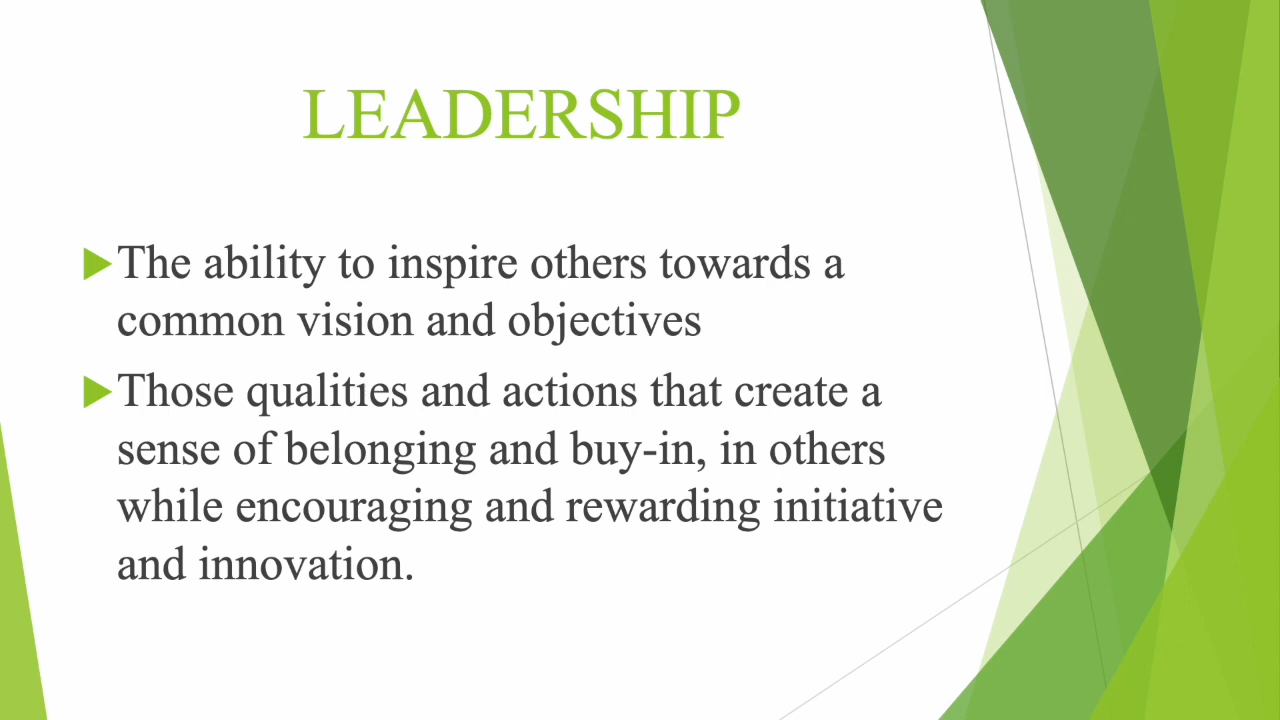 LEADERSHIP
The ability to inspire others towards a
common vision and objectives
Those qualities and actions that create a
sense of belonging and buy-in, in others
while encouraging and rewarding initiative
and innovation.